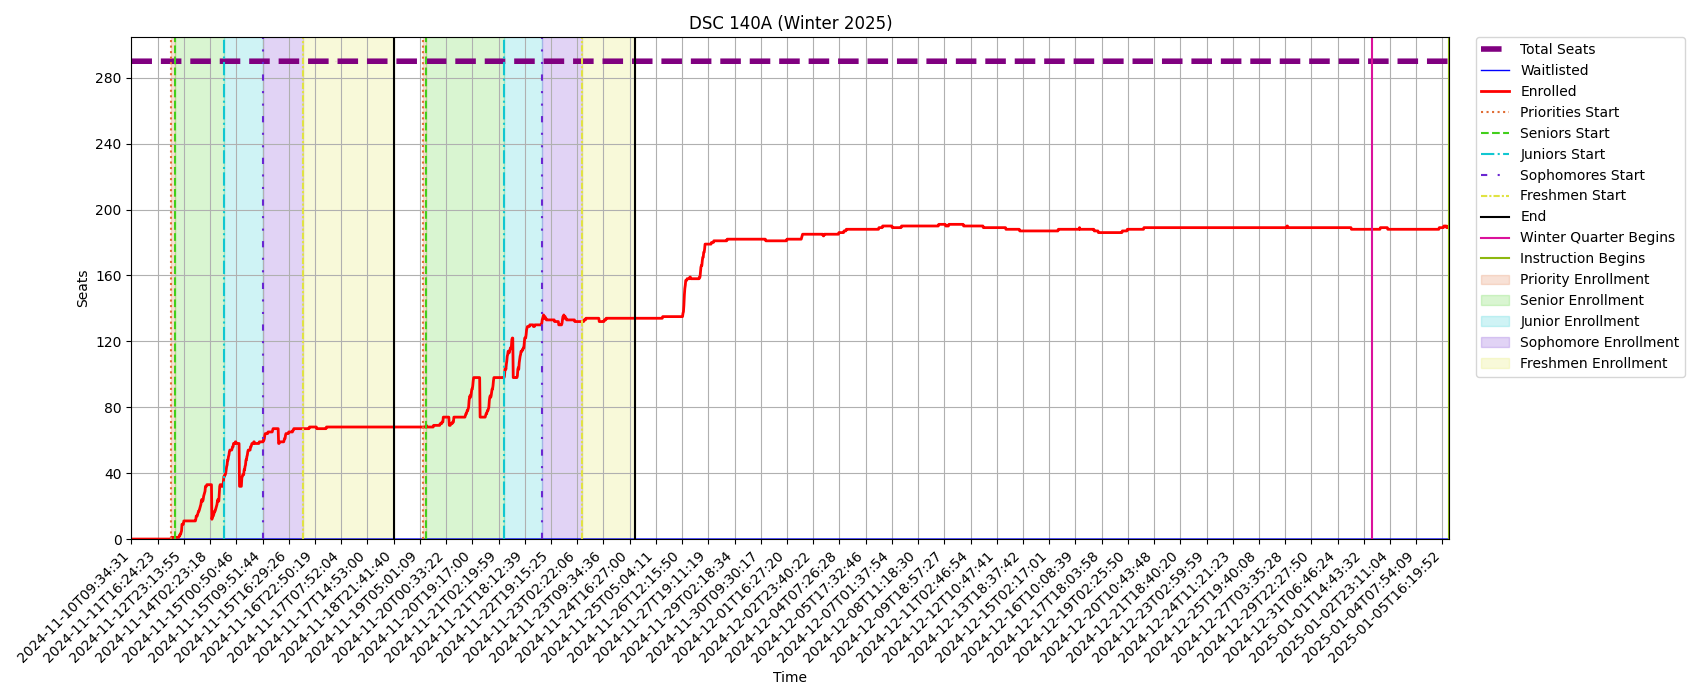 DSC 140A (Winter 2025)
Seats
280
240
200
160
120
80
40
0
2024-11-10T09:34:31
2024-11-11T16:24:23
2024-11-12T23:13:55
2024-11-14T02:23:18
2024-11-15T00:50:46
2024-11-15T09:51:44
2024-11-15T16:29:26
2024-11-16T22:50:19
2024-11-17T07:52:04
2024-11-17T14:53:00
2024-11-18T21:41:40
2024-11-19T05:01:09
2024-11-20T00:33:22
2024-11-20T19:17:00
2024-11-21T02:19:55
2024-11-21T18:12:39
2024-11-22T19:15:25
2024-11-23T02:22:06
2024-11-23T09:34:36
2024-11-24T16:27:00
2024-11-25T05:04:11
2024-11-26T12:15:50
2024-11-27T19:11:19
2024-11-29T02:18:34
2024-11-30T09:30:17
2024-12-01T16:27:20
2024-12-02T23:40:22
2024-12-04T07:26:28
2024-12-05T17:32:46
2024-12-07T01:37:54
2024-12-08T11:18:30
2024-12-09T18:57:27
2024-12-11T02:46:54
2024-12-12T10:47:41
2024-12-13T18:37:42
2024-12-15T02:17:01
2024-12-16T10:08:39
2024-12-17T18:03:58
2024-12-19T02:25:50
2024-12-20T10:43:48
2024-12-21T18:40:20
2024-12-23T02:59:59
2024-12-24T11:21:23
2024-12-25T19:40:08
2024-12-27T03:35:28
2024-12-29T22:27:50
2024-12-31T06:46:24
2025-01-01T14:43:32
2025-01-02T23:11:04
2025-01-04T07:54:09
2025-01-05T16:19:52
Time
Total Seats
Waitlisted
Enrolled
Priorities Start
Seniors Start
Juniors Start
Sophomores Start
Freshmen Start
End
Winter Quarter Begins
Instruction Begins
Priority Enrollment
Senior Enrollment
Junior Enrollment
Sophomore Enrollment
Freshmen Enrollment